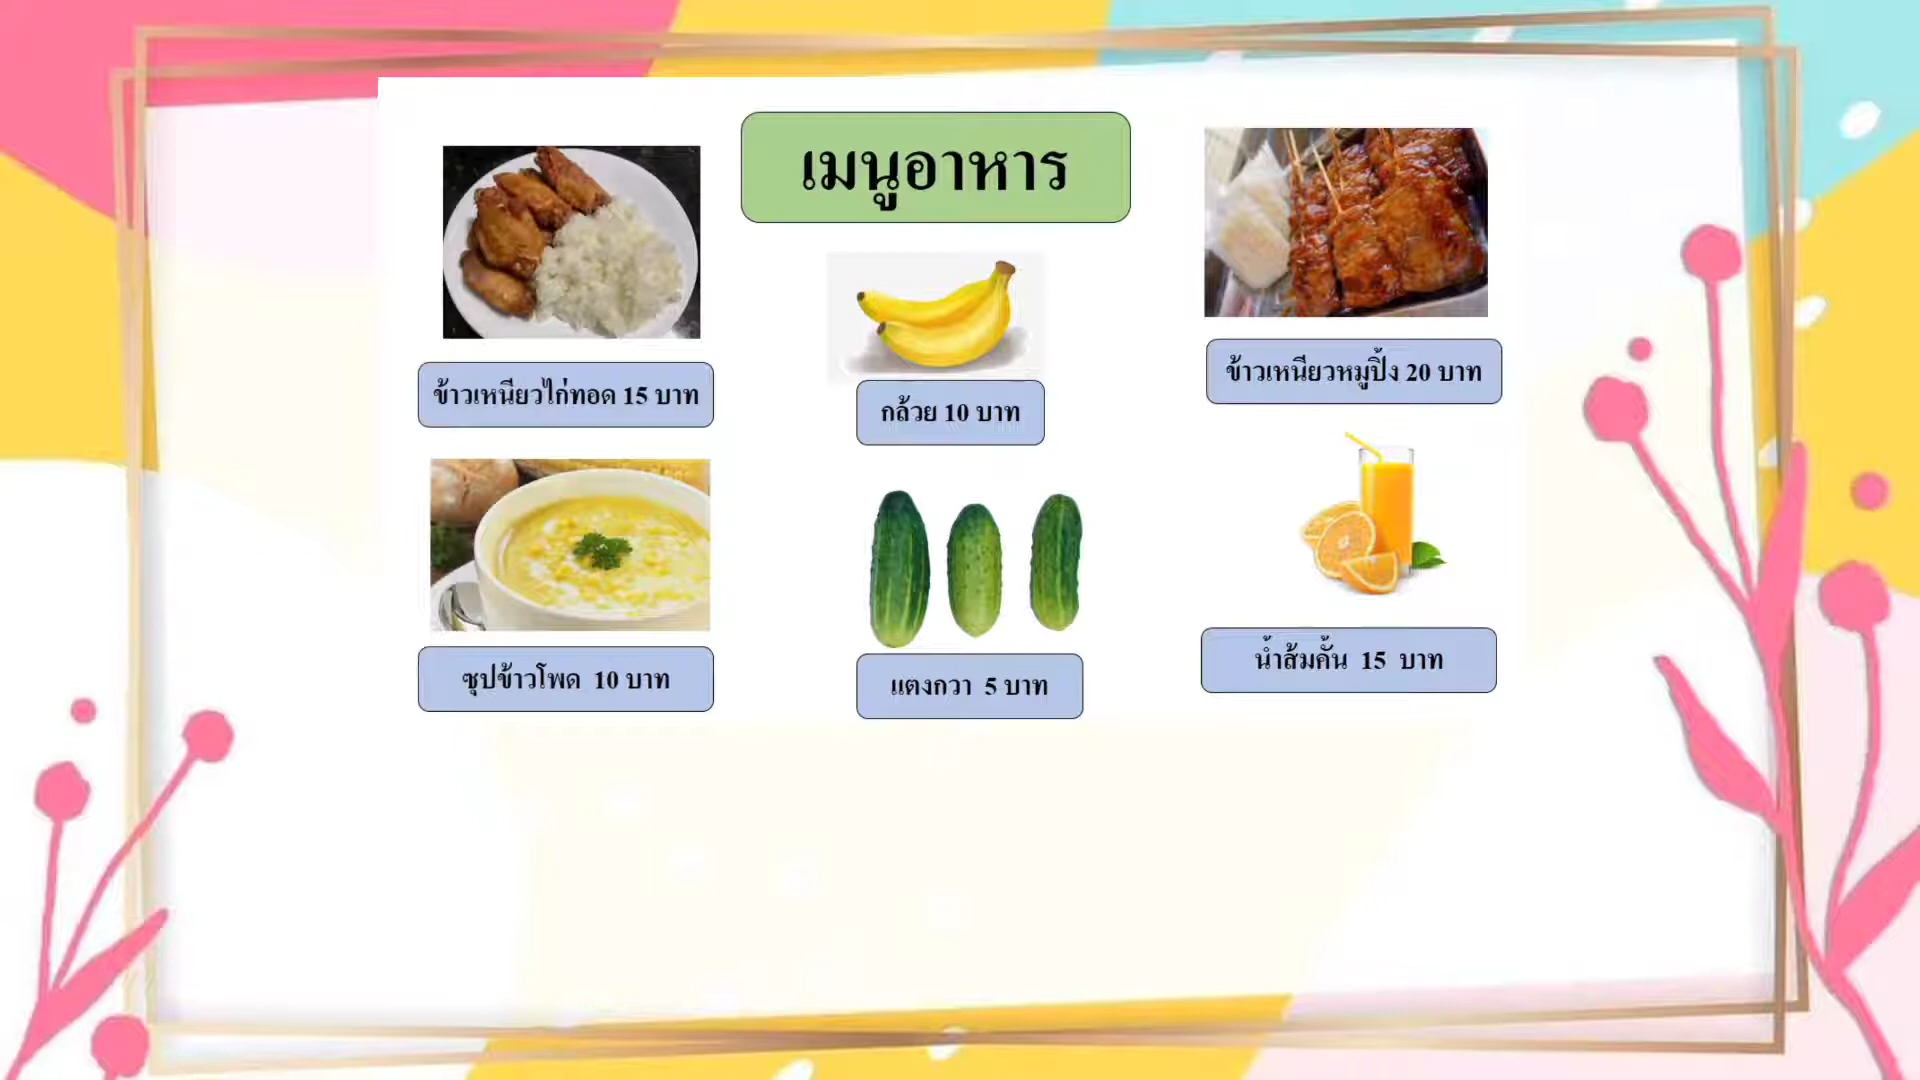 เมนูอาหาร
ข้าวเหนียวไก่ทอด 15 บาท
กล้วย 10 บาท
ข้าวเหนียวหมูปิ้ง 20 บาท
ซุปข้าวโพด 10 บาท
แตงกวา 5 บาท
น้ำส้มคั้น 15 บาท